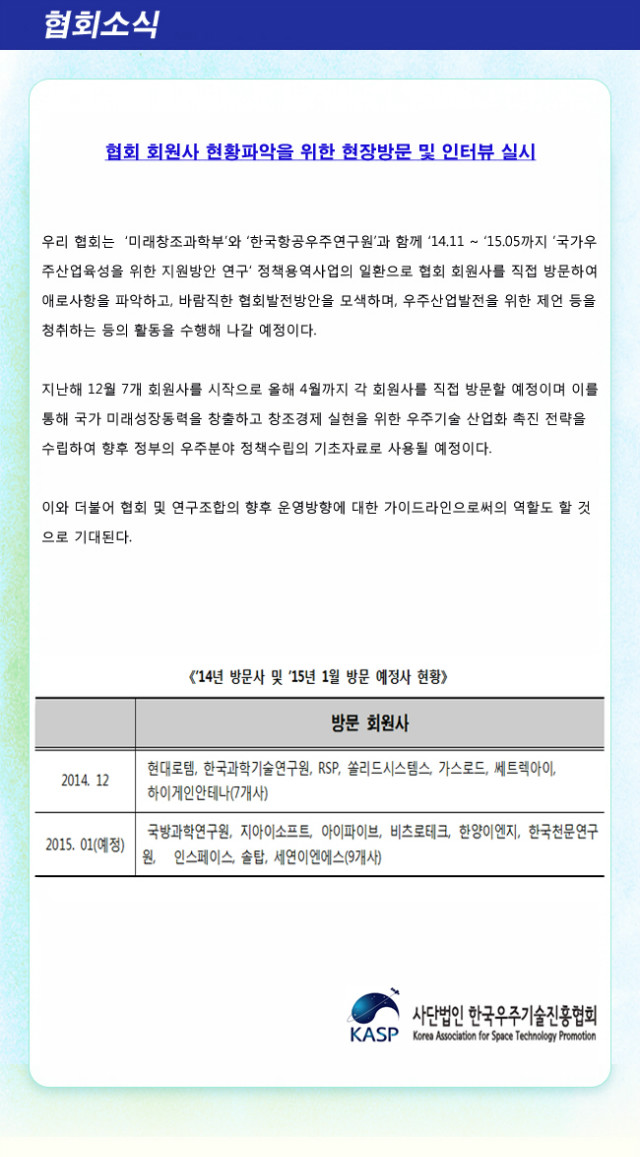 협회소식
협회 회원사 현황파악을 위한 현장방문 및 인터뷰 실시
우리 협회는 '미래창조과학부'와 '한국항공우주연구원'과 함께 '14.11 ~ '15.05까지 '국가우
주산업육성을 위한 지원방안 연구' 정책용역사업의 일환으로 협회 회원사를 직접 방문하여
애로사항을 파악하고, 바람직한 협회발전방안을 모색하며, 우주산업발전을 위한 제언 등을
청취하는 등의 활동을 수행해 나갈 예정이다.
지난해 12월 7개 회원사를 시작으로 올해 4월까지 각 회원사를 직접 방문할 예정이며 이를
통해 국가 미래성장동력을 창출하고 창조경제 실현을 위한 우주기술 산업화 촉진 전략을
수립하여 향후 정부의 우주분야 정책수립의 기초자료로 사용될 예정이다.
이와 더불어 협회 및 연구조합의 향후 운영방향에 대한 가이드라인으로써의 역할도 할 것
으로 기대된다.
《'14년 방문사 및 '15년 1월 방문 예정사 현황》
방문 회원사
2014. 12
현대로템, 한국과학기술연구원, RSP, 쏠리드시스템스, 가스로드, 쎄트렉아이,
하이게인안테나(7개사)
2015. 01(예정)
국방과학연구원, 지아이소프트, 아이파이브, 비츠로테크, 한양이엔지, 한국천문연구
원, 인스페이스, 솔탑, 세연이엔에스(9개사)
KASP
사단법인 한국우주기술진흥협회
Korea Association for Space Technology Promotion